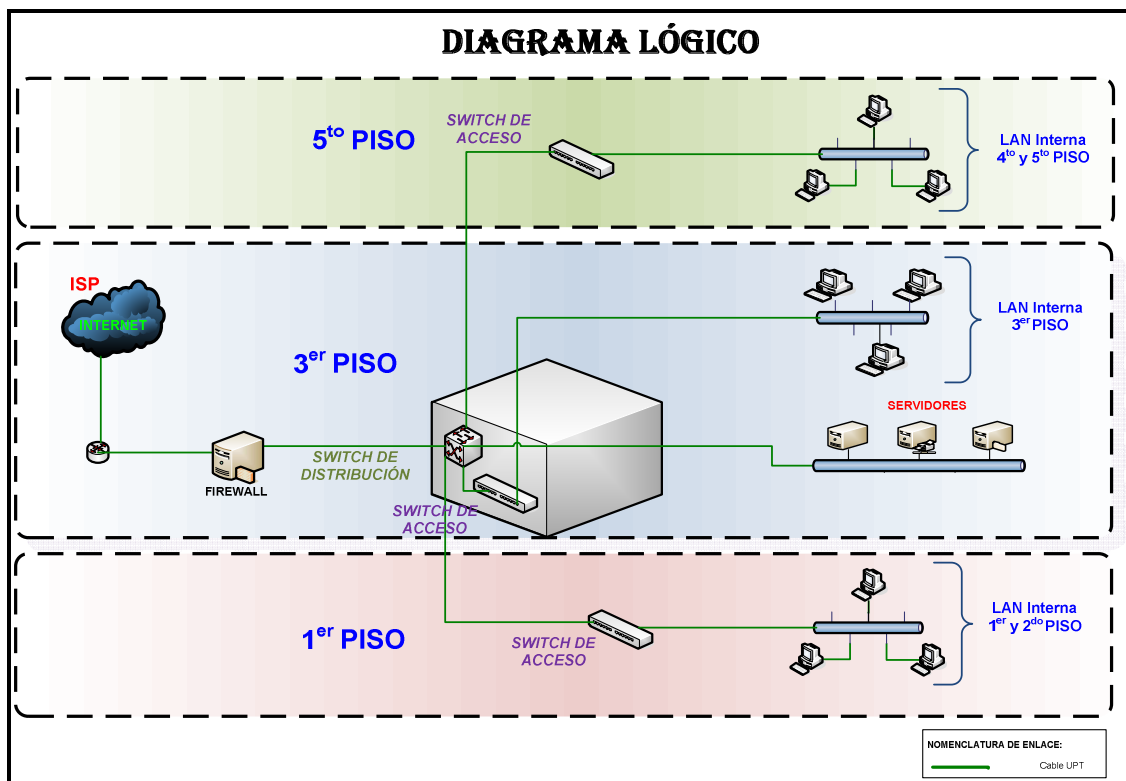 DIAGRAMA LÓGICO
SWITCH DE
ACCESO
5to PISO
LAN Interna
4to y 5to PISO
ISP
INTERNET
3er PISO
LAN Interna
3er PISO
SERVIDORES
SWITCH DE
DISTRIBUCIÓN
FIREWALL
SWITCH DE
ACCESO
1er PISO
SWITCH DE
ACCESO
LAN Interna
1er y 2do PISO
NOMENCLATURA DE ENLACE:
Cable UPT